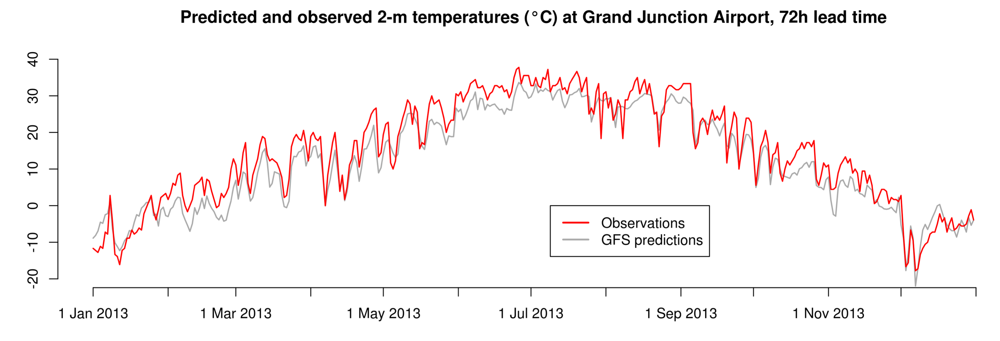 Predicted and observed 2-m temperatures (°C) at Grand Junction Airport, 72h lead time
40
30
20
10
0
-10
-20
Observations
GFS predictions
1 Jan 2013 1 Mar 2013 1 May 2013 1 Jul 2013 1 Sep 2013 1 Nov 2013